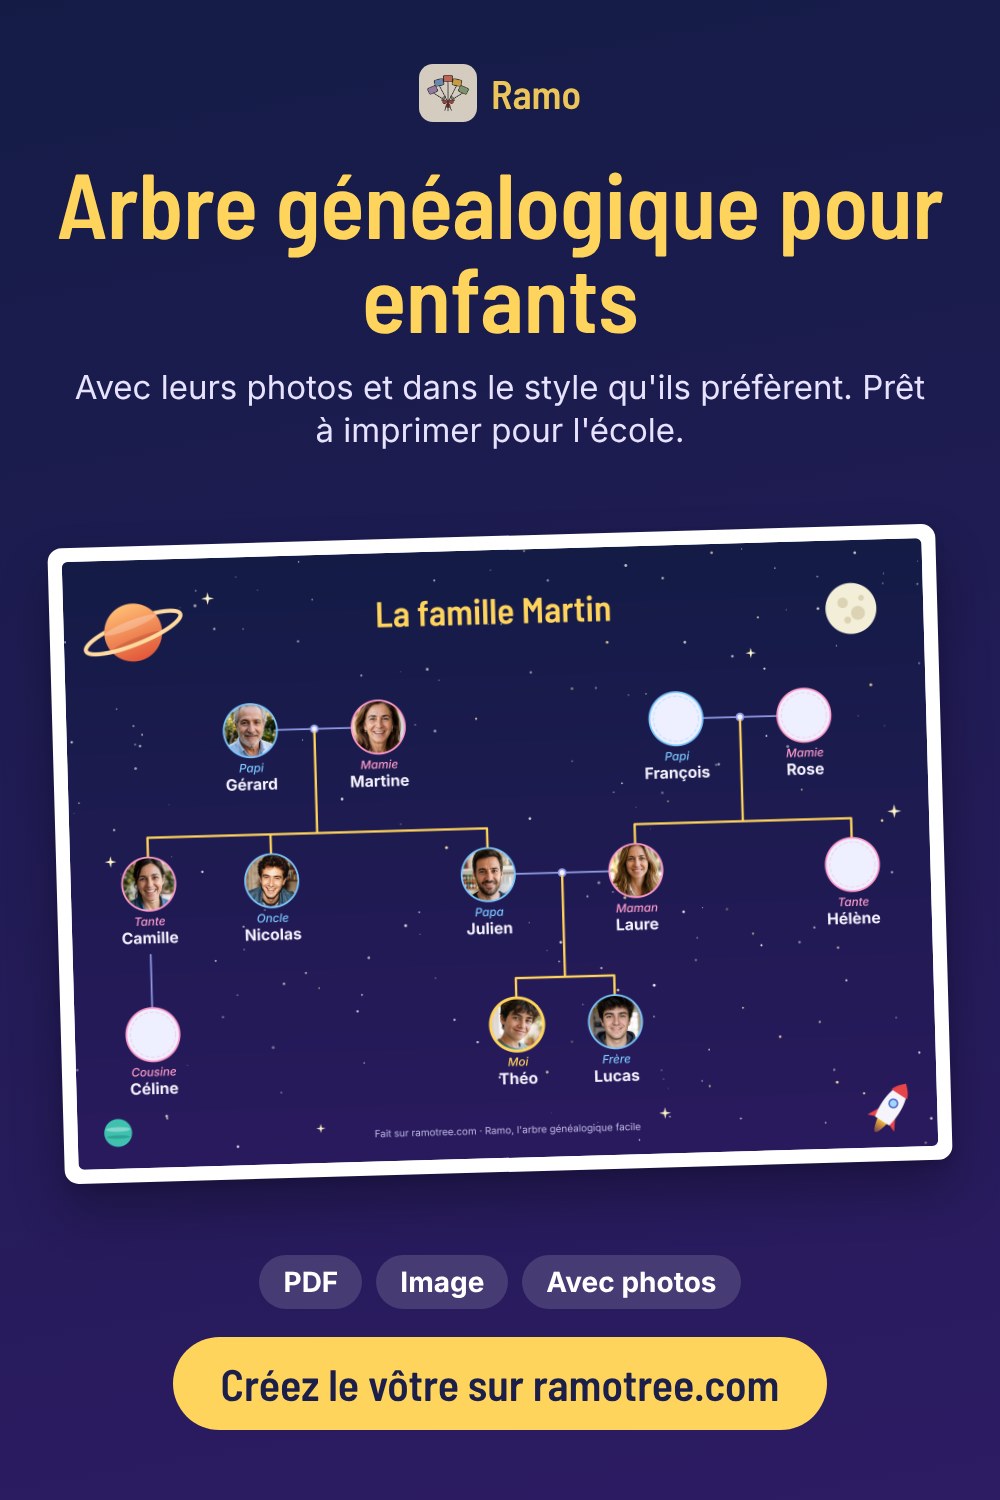 Ramo
Arbre généalogique pour
enfants
Avec leurs photos et dans le style qu'ils préfèrent. Prêt
à imprimer pour l'école.
La famille Martin
Papi
Gérard
Mamie
Martine
Papi
François
Mamie
Rose
Tante
Camille
Oncle
Nicolas
Papa
Julien
Maman
Laure
Tante
Hélène
Cousine
Céline
Moi
Théo
Frère
Lucas
Fait sur ramotree.com · Ramo, l'arbre généalogique facile
PDF
Image
Avec photos
Créez le vôtre sur ramotree.com